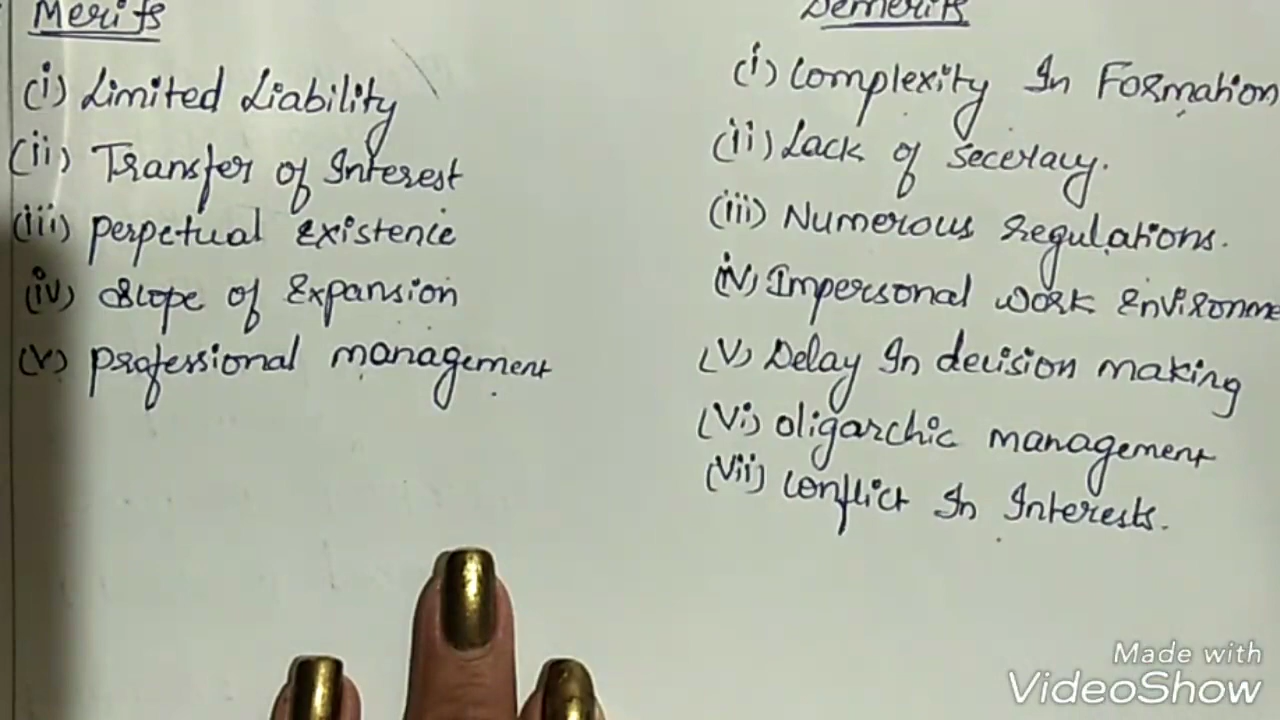 Merits
(i) Limited Liability
(ii) Transfer of Interest
(iii) perpetual existence
(iv) Slope of Expansion
(v) professional management
Demerits
(i) Complexity In Formation
(ii) Lack of Secerlacy.
(iii) Numerous regulations.
iv) Impersonal work Environme
(v) Delay In decision making
(vi) oligarchic management
(vii) Conflict In Interests.
Made with
VideoShow